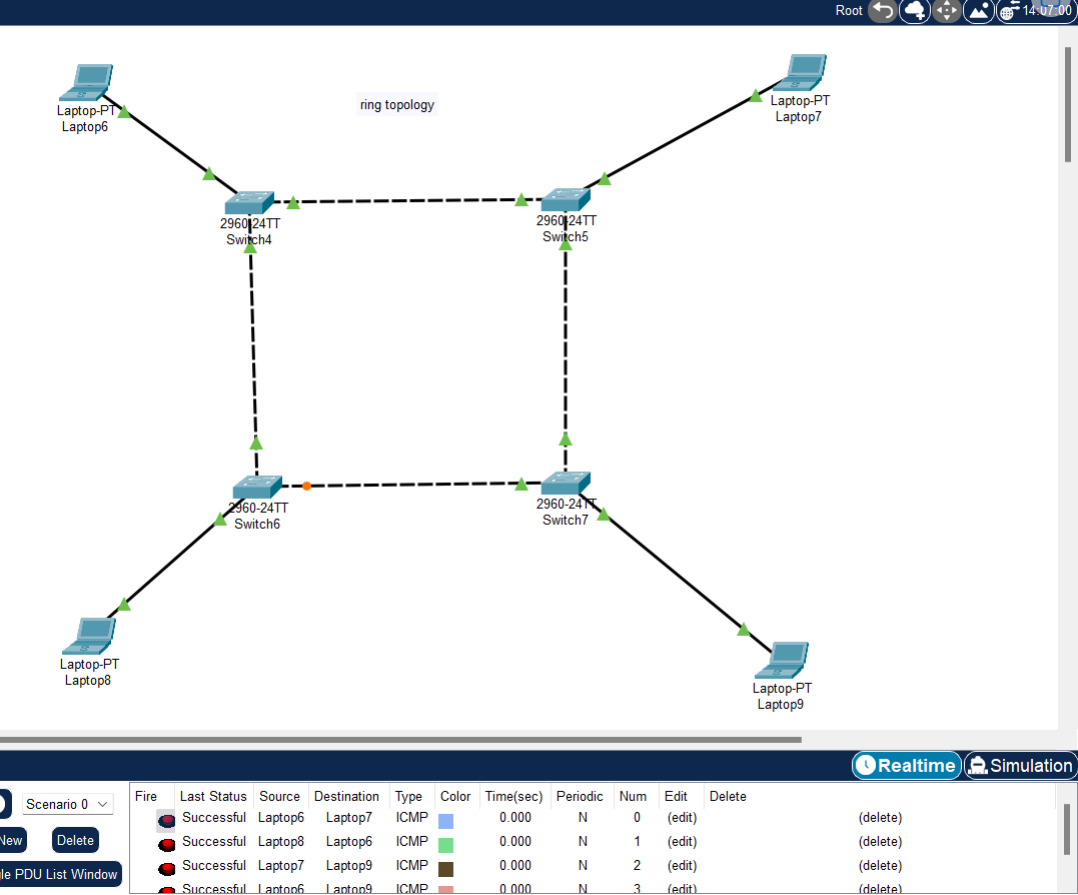 Root
14:07:00
ring topology
Laptop-PT
Laptop6
Laptop-PT
Laptop7
2960-24TT
Switch4
2960-24TT
Switch5
2960-24TT
Switch6
2960-24TT
Switch7
Laptop-PT
Laptop8
Laptop-PT
Laptop9
Realtime
Simulation
Scenario 0
New
Delete
le PDU List Window
Fire Last Status Source Destination Type Color Time(sec) Periodic Num Edit Delete
Successful Laptop6 Laptop7 ICMP 0.000 N 0 (edit) (delete)
Successful Laptop8 Laptop6 ICMP 0.000 N 1 (edit) (delete)
Successful Laptop7 Laptop9 ICMP 0.000 N 2 (edit) (delete)
Successful Laptop6 Laptop9 ICMP 0.000 N 3 (edit) (delete)